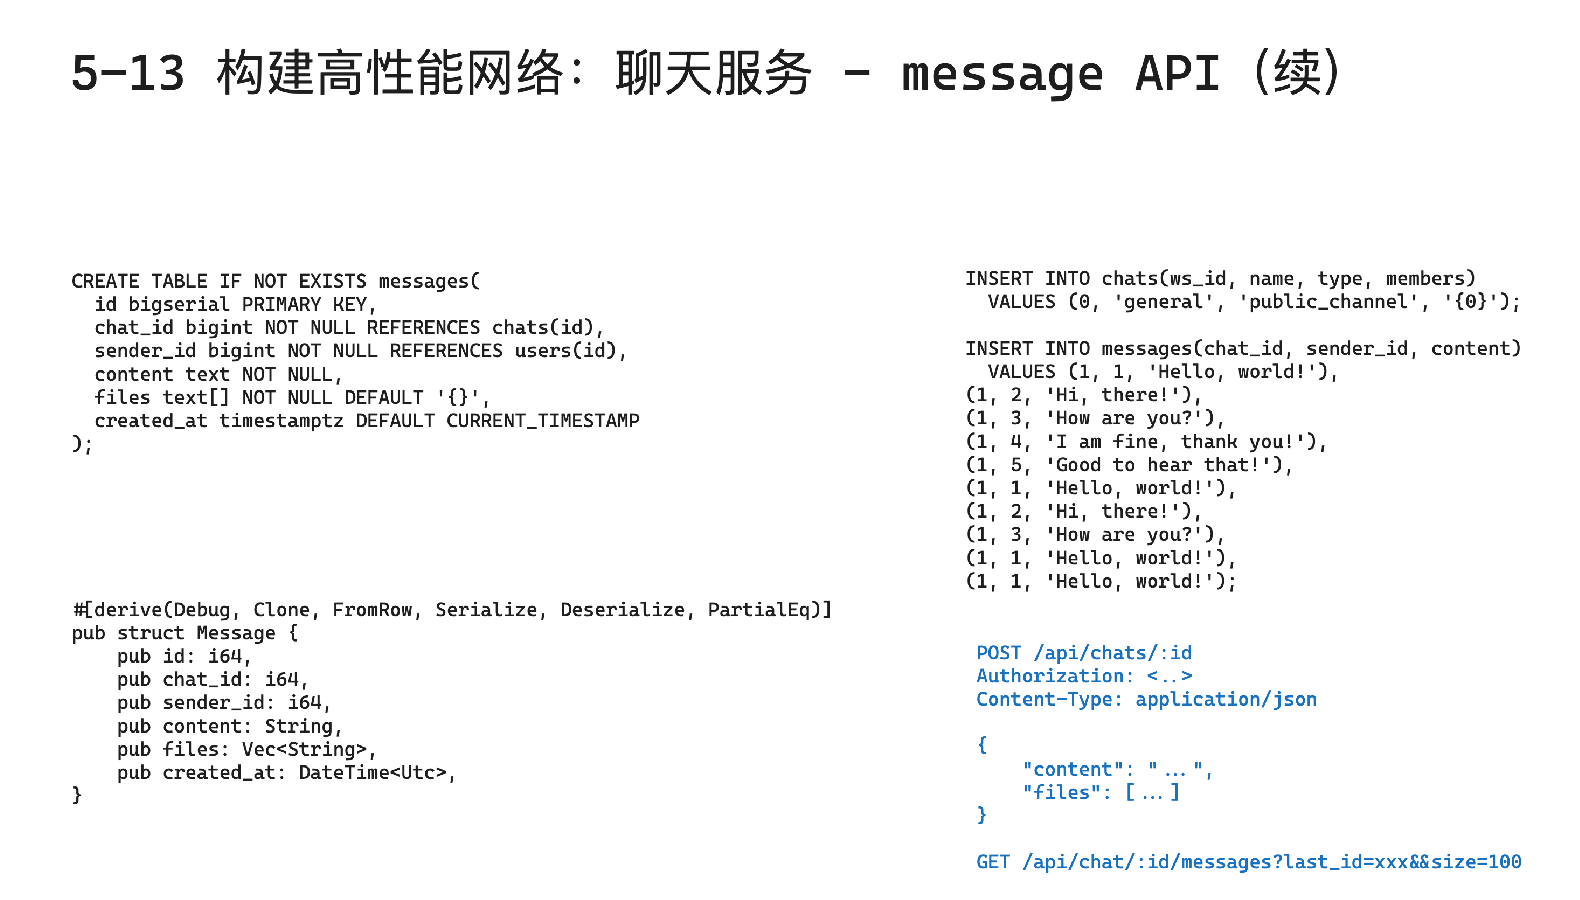 5-13 构建高性能网络：聊天服务 - message API（续）
CREATE TABLE IF NOT EXISTS messages(
  id bigserial PRIMARY KEY,
  chat_id bigint NOT NULL REFERENCES chats(id),
  sender_id bigint NOT NULL REFERENCES users(id),
  content text NOT NULL,
  files text[] NOT NULL DEFAULT '{}',
  created_at timestamptz DEFAULT CURRENT_TIMESTAMP
);
#[derive(Debug, Clone, FromRow, Serialize, Deserialize, PartialEq)]
pub struct Message {
    pub id: i64,
    pub chat_id: i64,
    pub sender_id: i64,
    pub content: String,
    pub files: Vec<String>,
    pub created_at: DateTime<Utc>,
}
INSERT INTO chats(ws_id, name, type, members)
  VALUES (0, 'general', 'public_channel', '{0}');
INSERT INTO messages(chat_id, sender_id, content)
  VALUES (1, 1, 'Hello, world!'),
(1, 2, 'Hi, there!'),
(1, 3, 'How are you?'),
(1, 4, 'I am fine, thank you!'),
(1, 5, 'Good to hear that!'),
(1, 1, 'Hello, world!'),
(1, 2, 'Hi, there!'),
(1, 3, 'How are you?'),
(1, 1, 'Hello, world!'),
(1, 1, 'Hello, world!');
POST /api/chats/:id
Authorization: <..>
Content-Type: application/json
{
    "content": "...",
    "files": [...]
}
GET /api/chat/:id/messages?last_id=xxx&&size=100